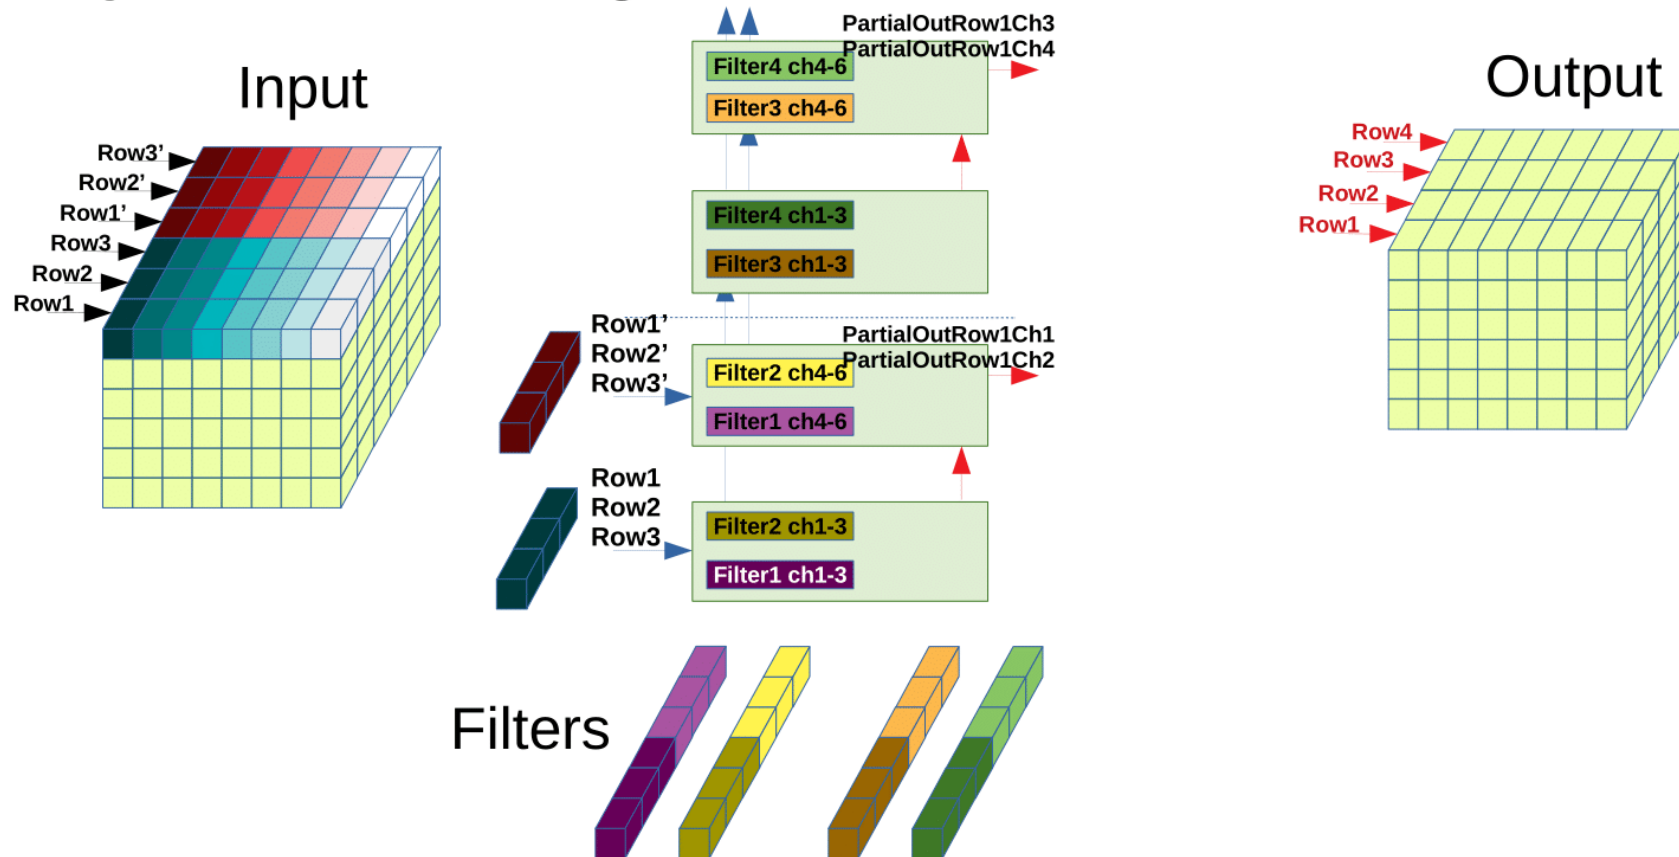 Input
Row3’
Row2’
Row1’
Row3
Row2
Row1
PartialOutRow1Ch3
PartialOutRow1Ch4
Filter4 ch4-6
Filter3 ch4-6
Filter4 ch1-3
Filter3 ch1-3
Row1’
Row2’
Row3’
PartialOutRow1Ch1
PartialOutRow1Ch2
Filter2 ch4-6
Filter1 ch4-6
Row1
Row2
Row3
Filter2 ch1-3
Filter1 ch1-3
Filters
Output
Row4
Row3
Row2
Row1